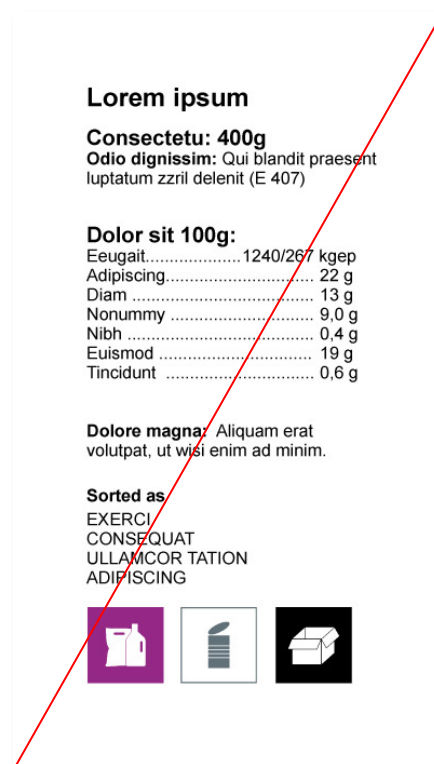 Lorem ipsum
Consectetu: 400g
Odio dignissim: Qui blandit praesent
luptatum zzril delenit (E 407)
Dolor sit 100g:
Eeugait....................1240/267 kgep
Adipiscing............................... 22 g
Diam ...................................... 13 g
Nonummy .............................. 9,0 g
Nibh ....................................... 0,4 g
Euismod ................................ 19 g
Tincidunt ............................... 0,6 g
Dolore magna: Aliquam erat
volutpat, ut wisi enim ad minim.
Sorted as
EXERCI
CONSEQUAT
ULLAMCOR TATION
ADIPISCING